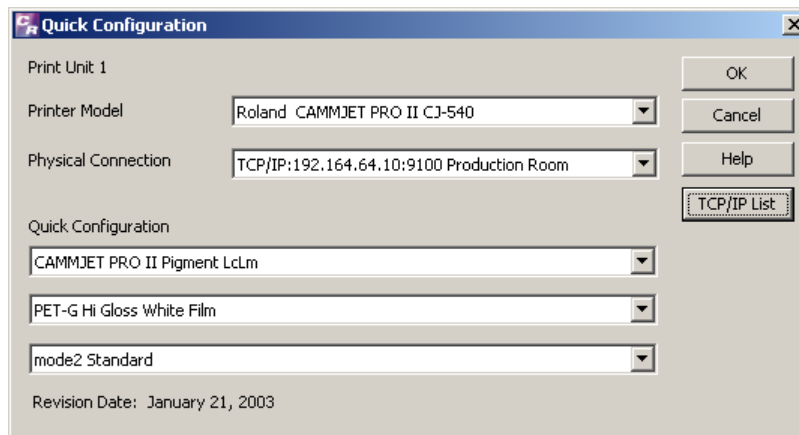 CR Quick Configuration
Print Unit 1
OK
Printer Model
Roland CAMMJET PRO II CJ-540
Cancel
Physical Connection
TCP/IP:192.164.64.10:9100 Production Room
Help
TCP/IP List
Quick Configuration
CAMMJET PRO II Pigment LcLm
PET-G Hi Gloss White Film
mode2 Standard
Revision Date: January 21, 2003